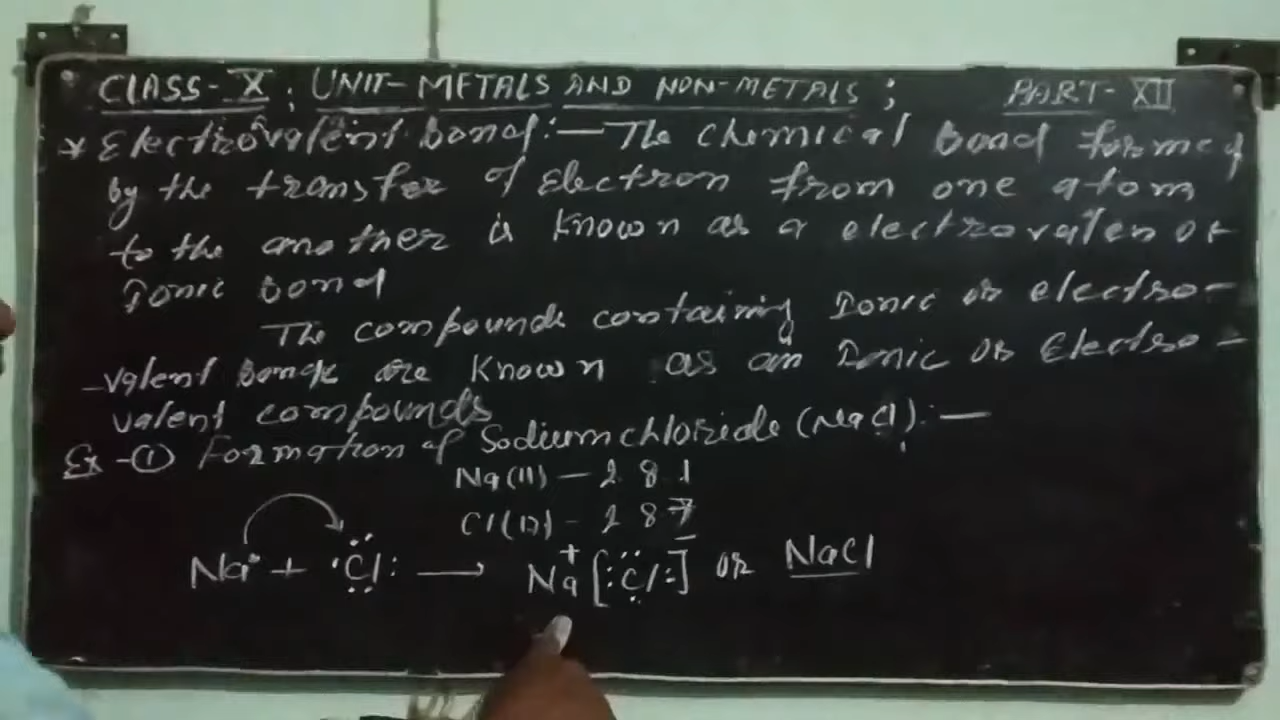 CLASS-X; UNIT-METALS AND NON-METALS; PART-XII
* Electrovalent bond:— The chemical bond formed
by the transfer of Electron from one atom
to the another is known as a electrovalen or
Ionic bond
The compounds containing Ionic or electro-
-valent bonds are known as an Ionic or Electro-
valent compounds
Ex-① Formation of Sodiumchloride (NaCl):—
Na(11) — 2 8 1
Cl(17) - 2 8 7
Na• + :Cl: → Na⁺ [:Cl:]⁻ or NaCl